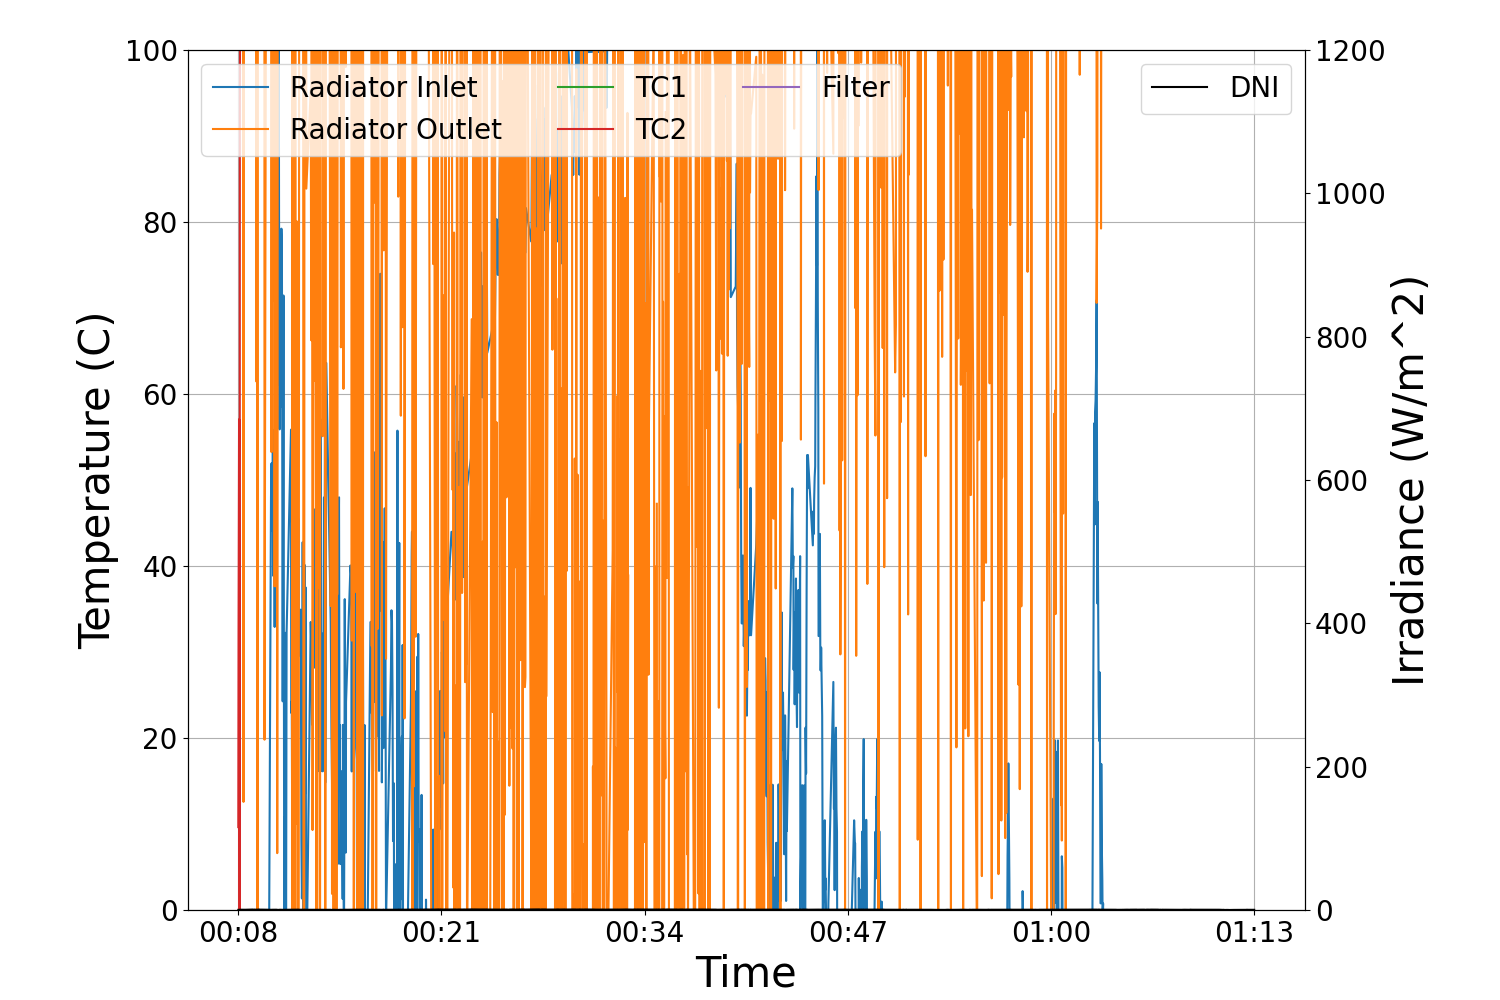 Radiator Inlet
Radiator Outlet
TC1
TC2
Filter
DNI
Temperature (C)
100
80
60
40
20
0
Irradiance (W/m^2)
1200
1000
800
600
400
200
0
00:08 00:21 00:34 00:47 01:00 01:13
Time